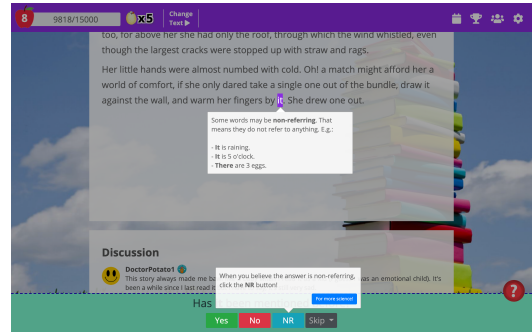 8 9818/15000 x5 Change
Text ▸
too, for above her she had only the roof, through which the wind whistled, even
though the largest cracks were stopped up with straw and rags.
Her little hands were almost numbed with cold. Oh! a match might afford her a
world of comfort, if she only dared take a single one out of the bundle, draw it
against the wall, and warm her fingers by it. She drew one out.
Some words may be non-referring. That
means they do not refer to anything. E.g.:
- It is raining.
- It is 5 o'clock.
- There are 3 eggs.
Discussion
DoctorPotato1
This story always made me ba
was an emotional child), It's
been a while since I last read it
When you believe the answer is non-referring,
click the NR button!
For more science!
Has
?
Yes No NR Skip